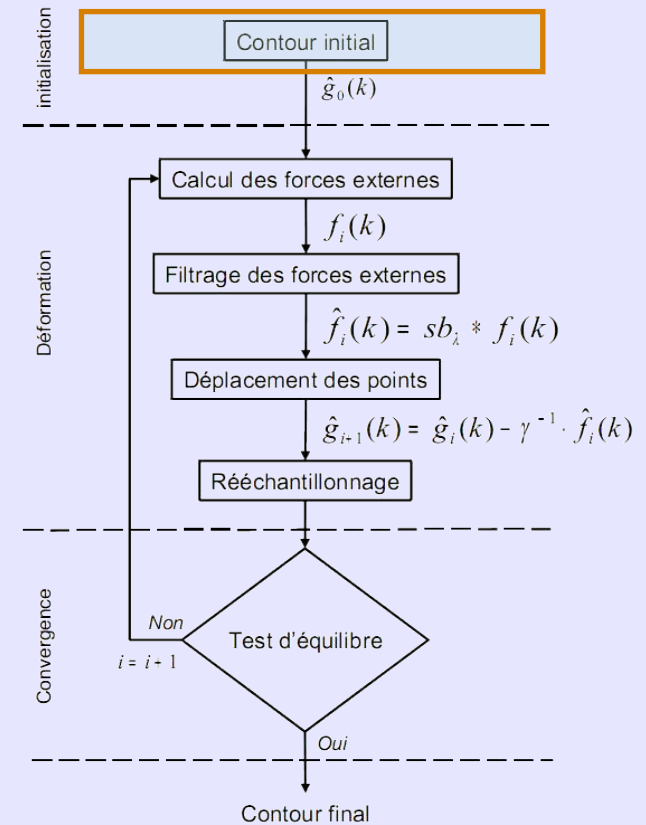 initialisation
Contour initial
ĝ₀(k)
Déformation
Calcul des forces externes
fᵢ(k)
Filtrage des forces externes
f̂ᵢ(k) = sb_λ * fᵢ(k)
Déplacement des points
ĝᵢ₊₁(k) = ĝᵢ(k) − γ⁻¹· f̂ᵢ(k)
Rééchantillonnage
Convergence
Test d'équilibre
Non
i = i + 1
Oui
Contour final